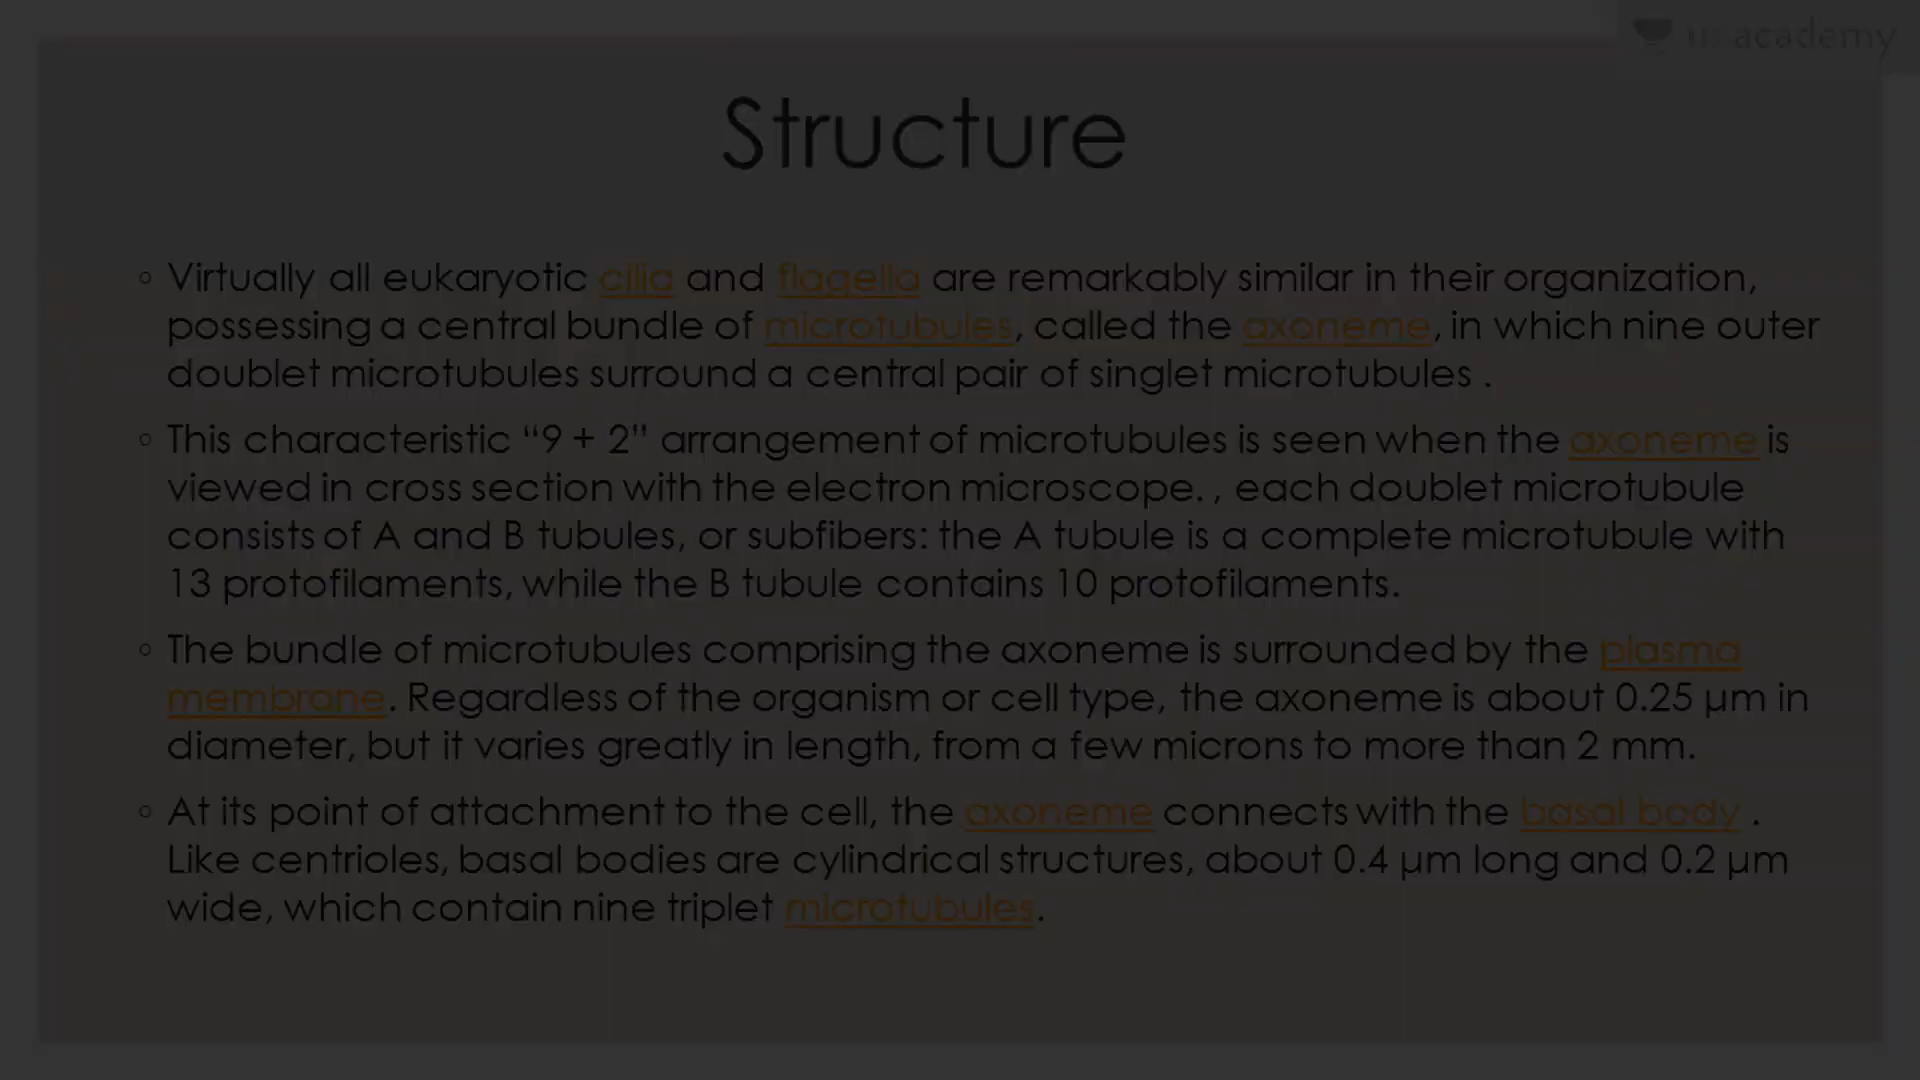 unacademy
Structure
◦ Virtually all eukaryotic cilia and flagella are remarkably similar in their organization,
possessing a central bundle of microtubules, called the axoneme, in which nine outer
doublet microtubules surround a central pair of singlet microtubules .
◦ This characteristic “9 + 2” arrangement of microtubules is seen when the axoneme is
viewed in cross section with the electron microscope. , each doublet microtubule
consists of A and B tubules, or subfibers: the A tubule is a complete microtubule with
13 protofilaments, while the B tubule contains 10 protofilaments.
◦ The bundle of microtubules comprising the axoneme is surrounded by the plasma
membrane. Regardless of the organism or cell type, the axoneme is about 0.25 μm in
diameter, but it varies greatly in length, from a few microns to more than 2 mm.
◦ At its point of attachment to the cell, the axoneme connects with the basal body .
Like centrioles, basal bodies are cylindrical structures, about 0.4 μm long and 0.2 μm
wide, which contain nine triplet microtubules.